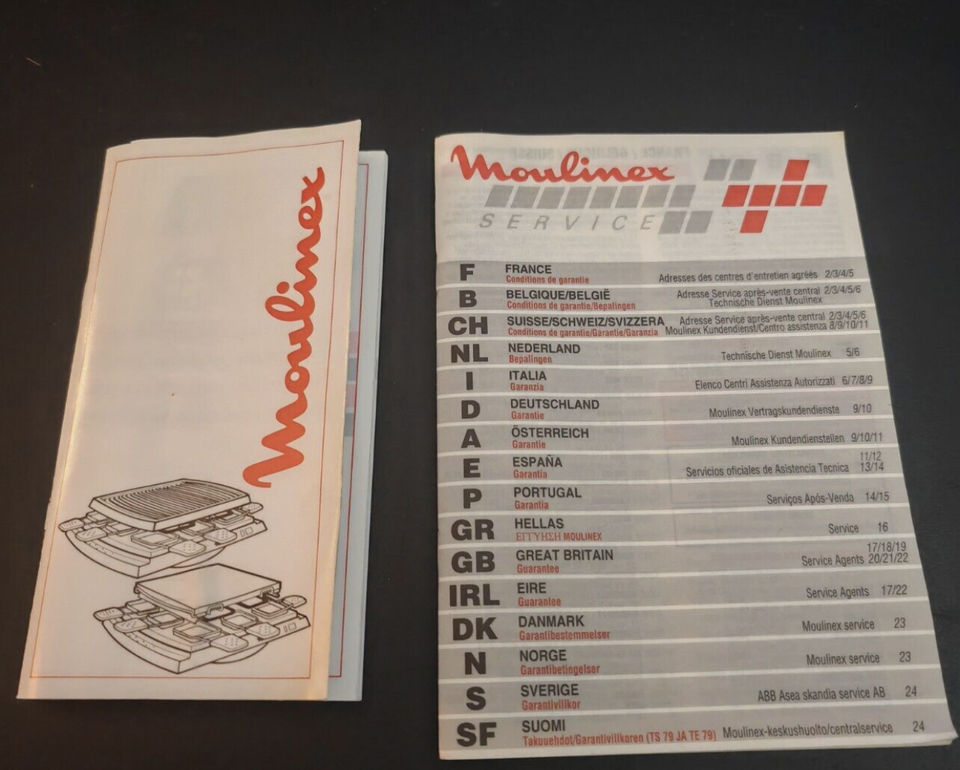 Moulinex
Moulinex
SERVICE
F FRANCE
Conditions de garantie Adresses des centres d'entretien agréés 2/3/4/5
B BELGIQUE/BELGIË Adresse Service après-vente central 2/3/4/5/6
Conditions de garantie/Bepalingen Technische Dienst Moulinex
CH SUISSE/SCHWEIZ/SVIZZERA Adresse Service après-vente central 2/3/4/5/6
Conditions de garantie/Garantie/Garanzia Moulinex Kundendienst/Centro assistenza 8/9/10/11
NL NEDERLAND
Bepalingen Technische Dienst Moulinex 5/6
I ITALIA
Garanzia Elenco Centri Assistenza Autorizzati 6/7/8/9
D DEUTSCHLAND
Garantie Moulinex Vertragskundendienste 9/10
A ÖSTERREICH
Garantie Moulinex Kundendienstellen 9/10/11
E ESPAÑA 11/12
Garantia Servicios oficiales de Asistencia Tecnica 13/14
P PORTUGAL
Garantia Serviços Após-Venda 14/15
GR HELLAS
ΕΓΓΥΗΣΗ MOULINEX Service 16
GB GREAT BRITAIN 17/18/19
Guarantee Service Agents 20/21/22
IRL EIRE
Guarantee Service Agents 17/22
DK DANMARK
Garantibestemmelser Moulinex service 23
N NORGE
Garantibetingelser Moulinex service 23
S SVERIGE
Garantivillkor ABB Asea skandia service AB 24
SF SUOMI
Takuuehdot/Garantivillkoren (TS 79 JA TE 79) Moulinex-keskushuolto/centralservice 24